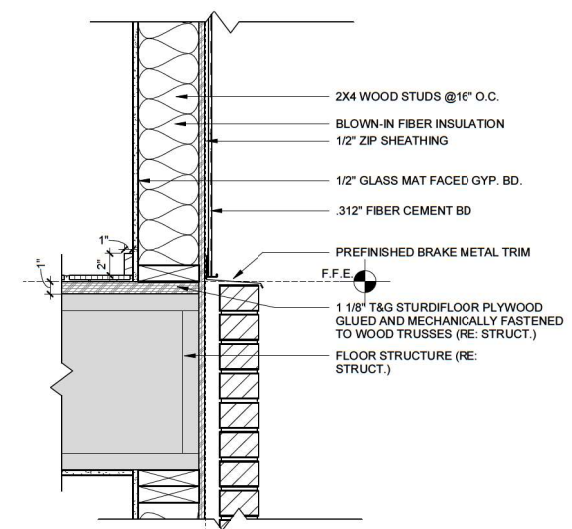 2X4 WOOD STUDS @16" O.C.
BLOWN-IN FIBER INSULATION
1/2" ZIP SHEATHING
1/2" GLASS MAT FACED GYP. BD.
.312" FIBER CEMENT BD
1"
2"
1"
PREFINISHED BRAKE METAL TRIM
F.F.E.
1 1/8" T&G STURDIFLOOR PLYWOOD
GLUED AND MECHANICALLY FASTENED
TO WOOD TRUSSES (RE: STRUCT.)
FLOOR STRUCTURE (RE:
STRUCT.)